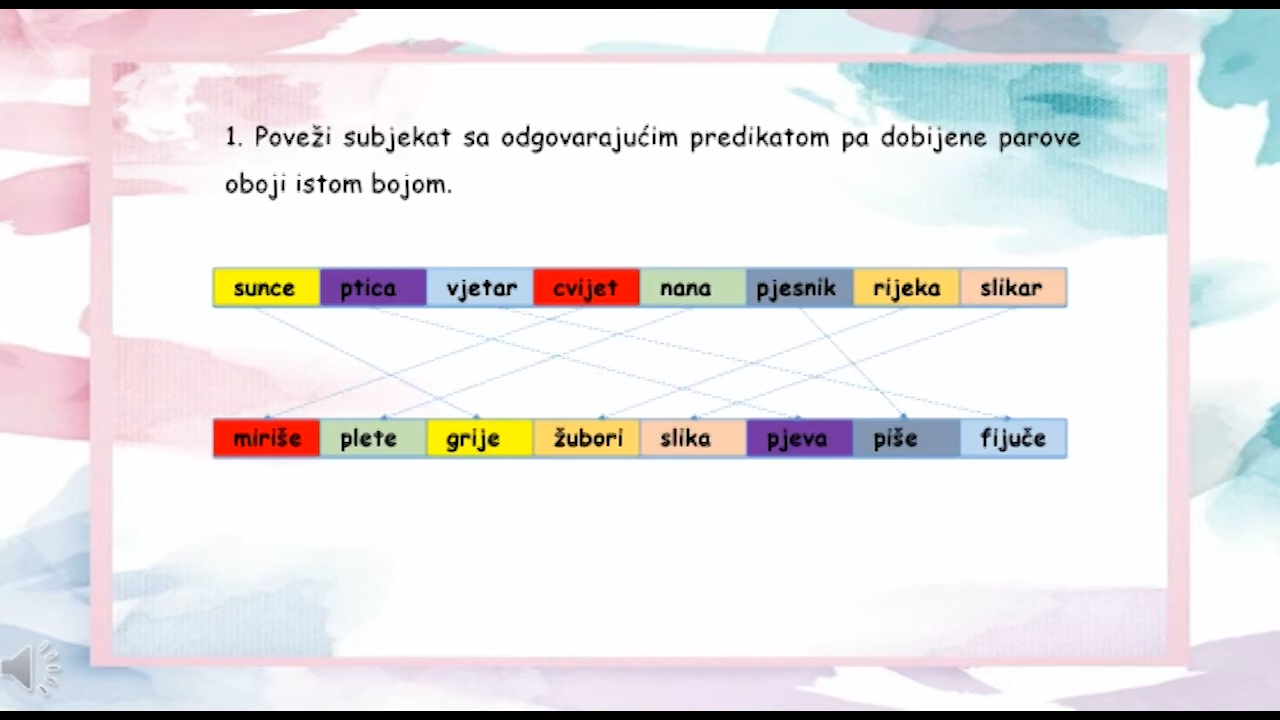 1. Poveži subjekat sa odgovarajućim predikatom pa dobijene parove
oboji istom bojom.
sunce ptica vjetar cvijet nana pjesnik rijeka slikar
miriše plete grije žubori slika pjeva piše fijuče